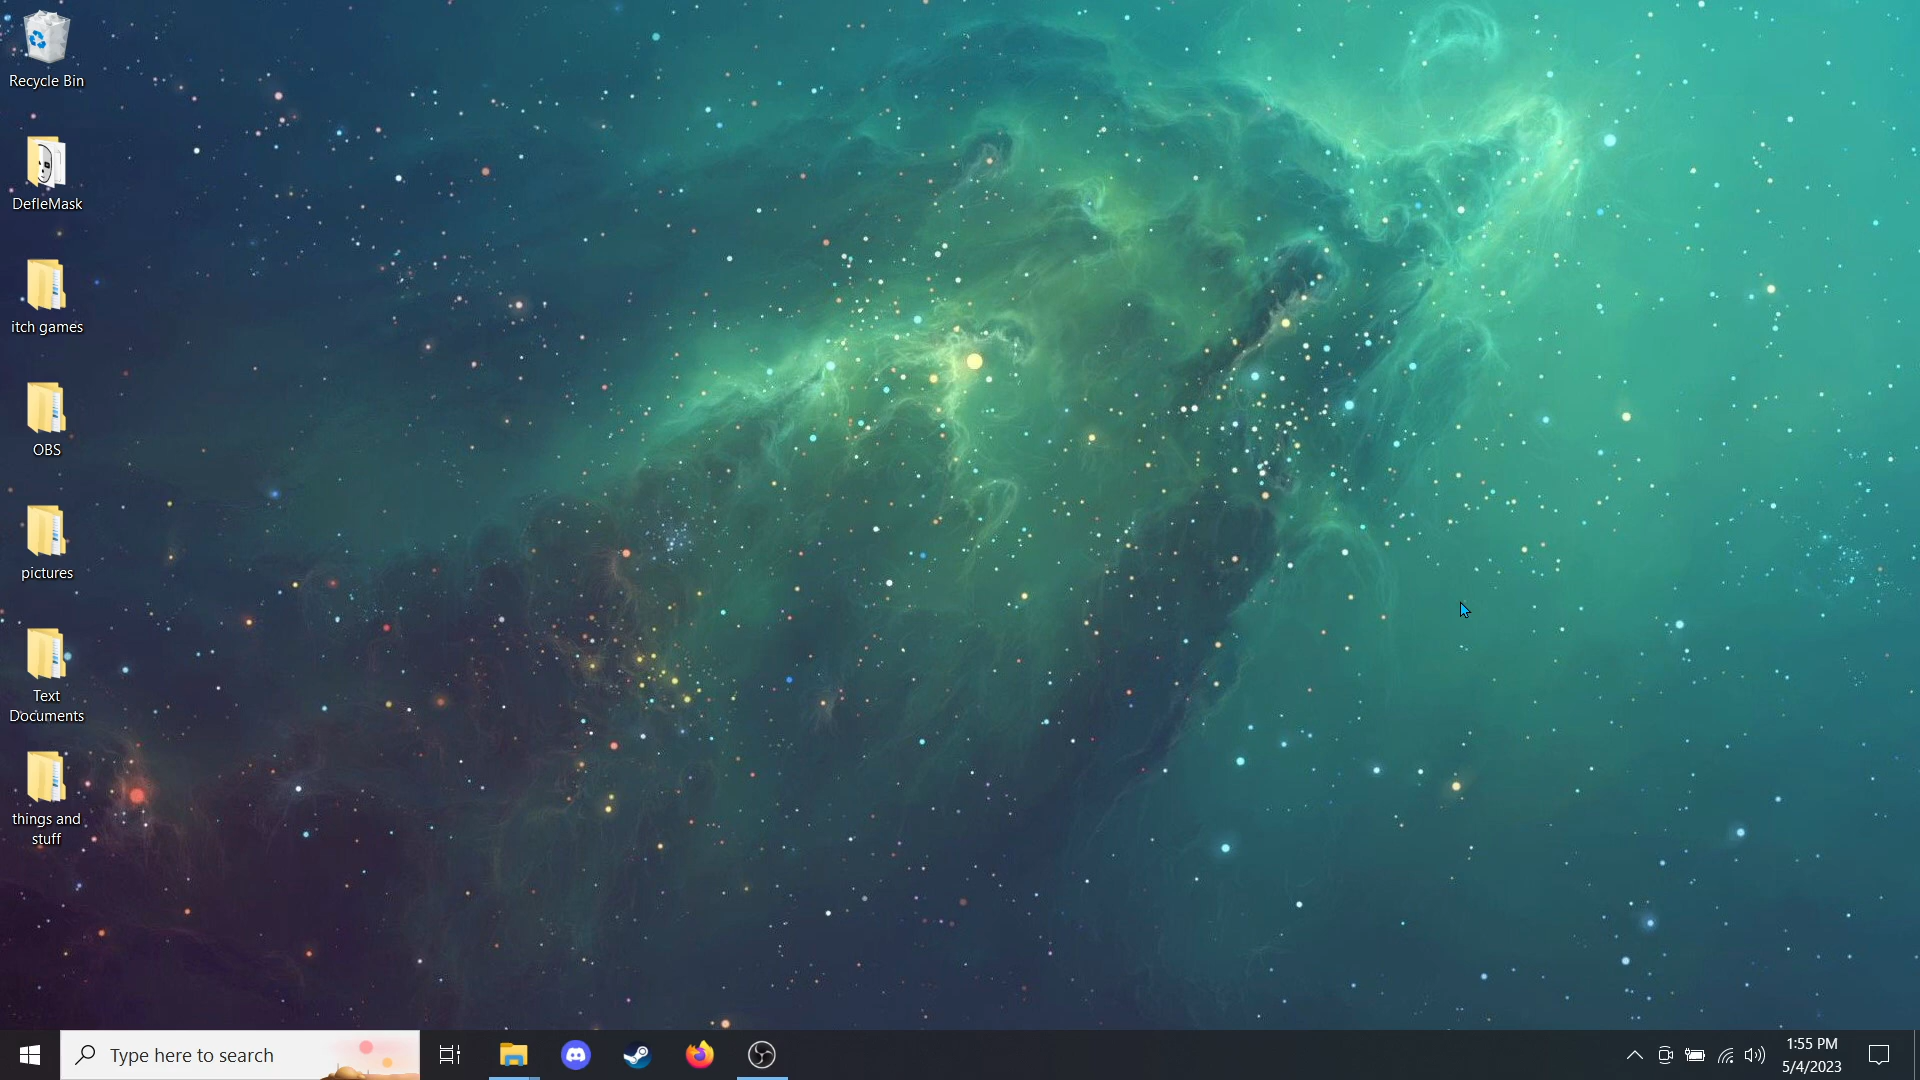 Recycle Bin
DefleMask
itch games
OBS
pictures
Text
Documents
things and
stuff
Type here to search
1:55 PM
5/4/2023